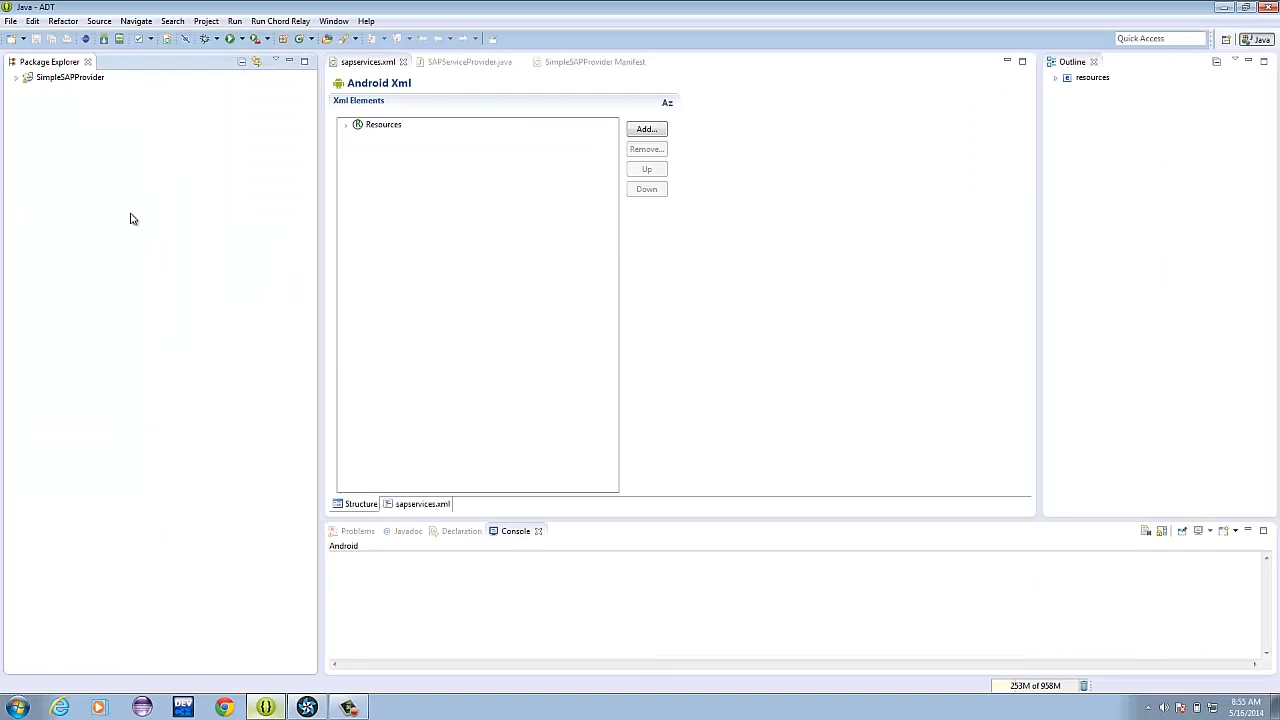 Java - ADT
File Edit Refactor Source Navigate Search Project Run Run Chord Relay Window Help
Quick Access
Java
Package Explorer
SimpleSAPProvider
sapservices.xml
SAPServiceProvider.java
SimpleSAPProvider Manifest
Android Xml
Xml Elements
Az
R Resources
Add...
Remove...
Up
Down
Structure
sapservices.xml
Outline
e resources
Problems
@ Javadoc
Declaration
Console
Android
253M of 958M
DEV
8:55 AM
5/16/2014